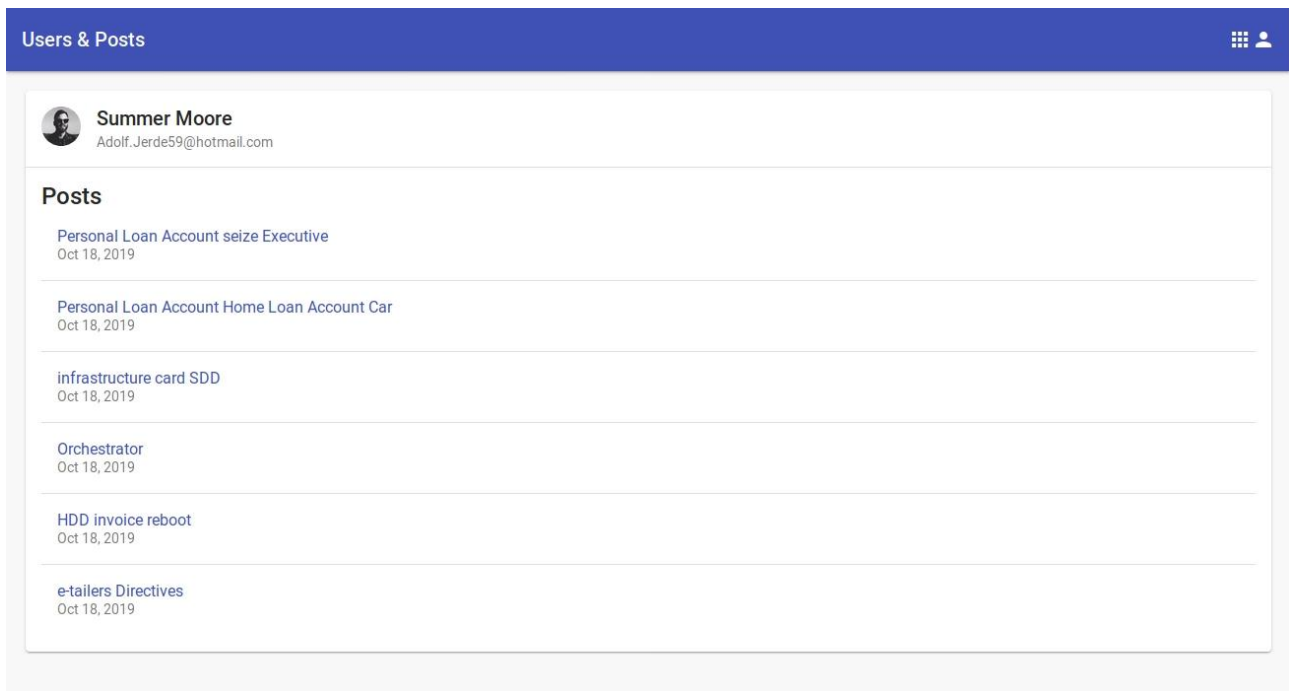 Users & Posts
Summer Moore
Adolf.Jerde59@hotmail.com
Posts
Personal Loan Account seize Executive
Oct 18, 2019
Personal Loan Account Home Loan Account Car
Oct 18, 2019
infrastructure card SDD
Oct 18, 2019
Orchestrator
Oct 18, 2019
HDD invoice reboot
Oct 18, 2019
e-tailers Directives
Oct 18, 2019